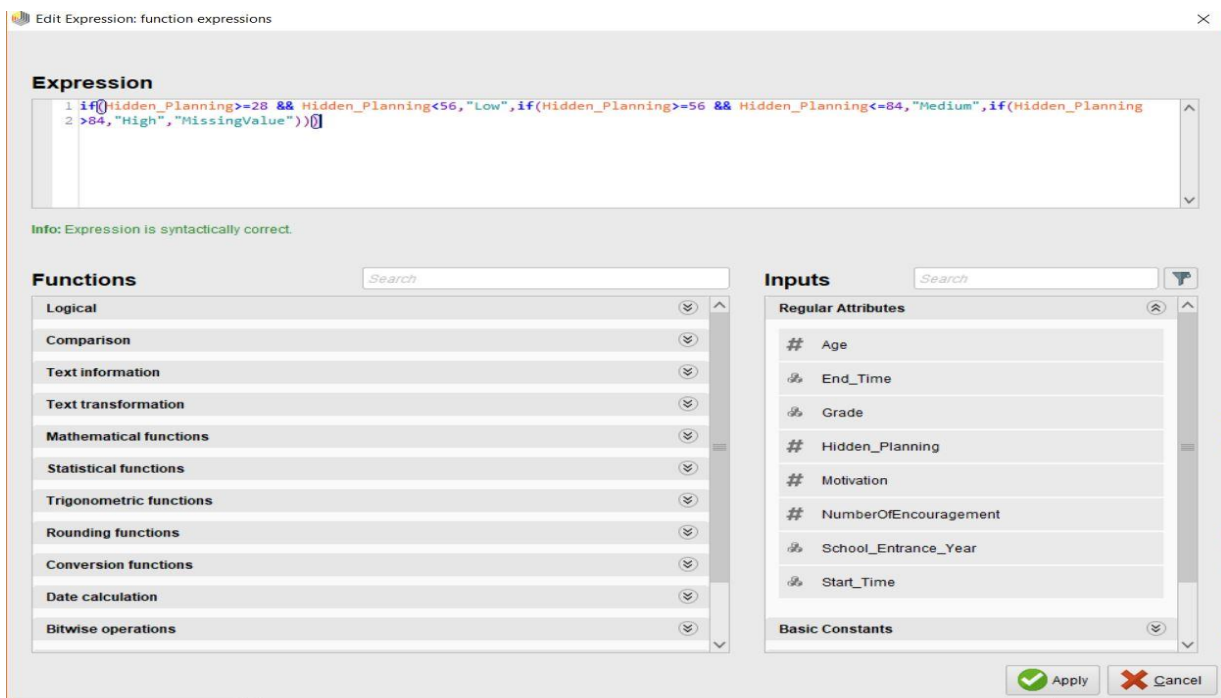 Edit Expression: function expressions
Expression
1 if(Hidden_Planning>=28 && Hidden_Planning<56,"Low",if(Hidden_Planning>=56 && Hidden_Planning<=84,"Medium",if(Hidden_Planning
2 >84,"High","MissingValue")))
Info: Expression is syntactically correct.
Functions
Search
Logical
Comparison
Text information
Text transformation
Mathematical functions
Statistical functions
Trigonometric functions
Rounding functions
Conversion functions
Date calculation
Bitwise operations
Inputs
Search
Regular Attributes
# Age
End_Time
Grade
# Hidden_Planning
# Motivation
# NumberOfEncouragement
School_Entrance_Year
Start_Time
Basic Constants
Apply
Cancel